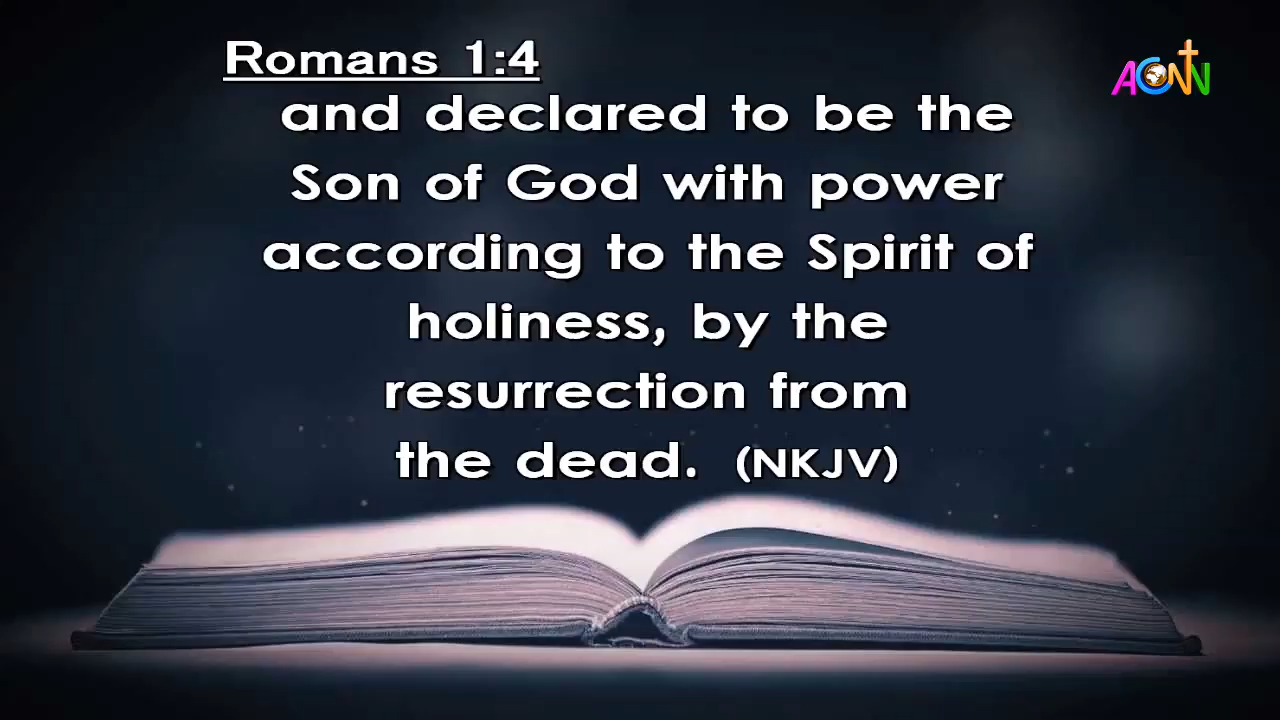 Romans 1:4
ACNN
and declared to be the
Son of God with power
according to the Spirit of
holiness, by the
resurrection from
the dead. (NKJV)